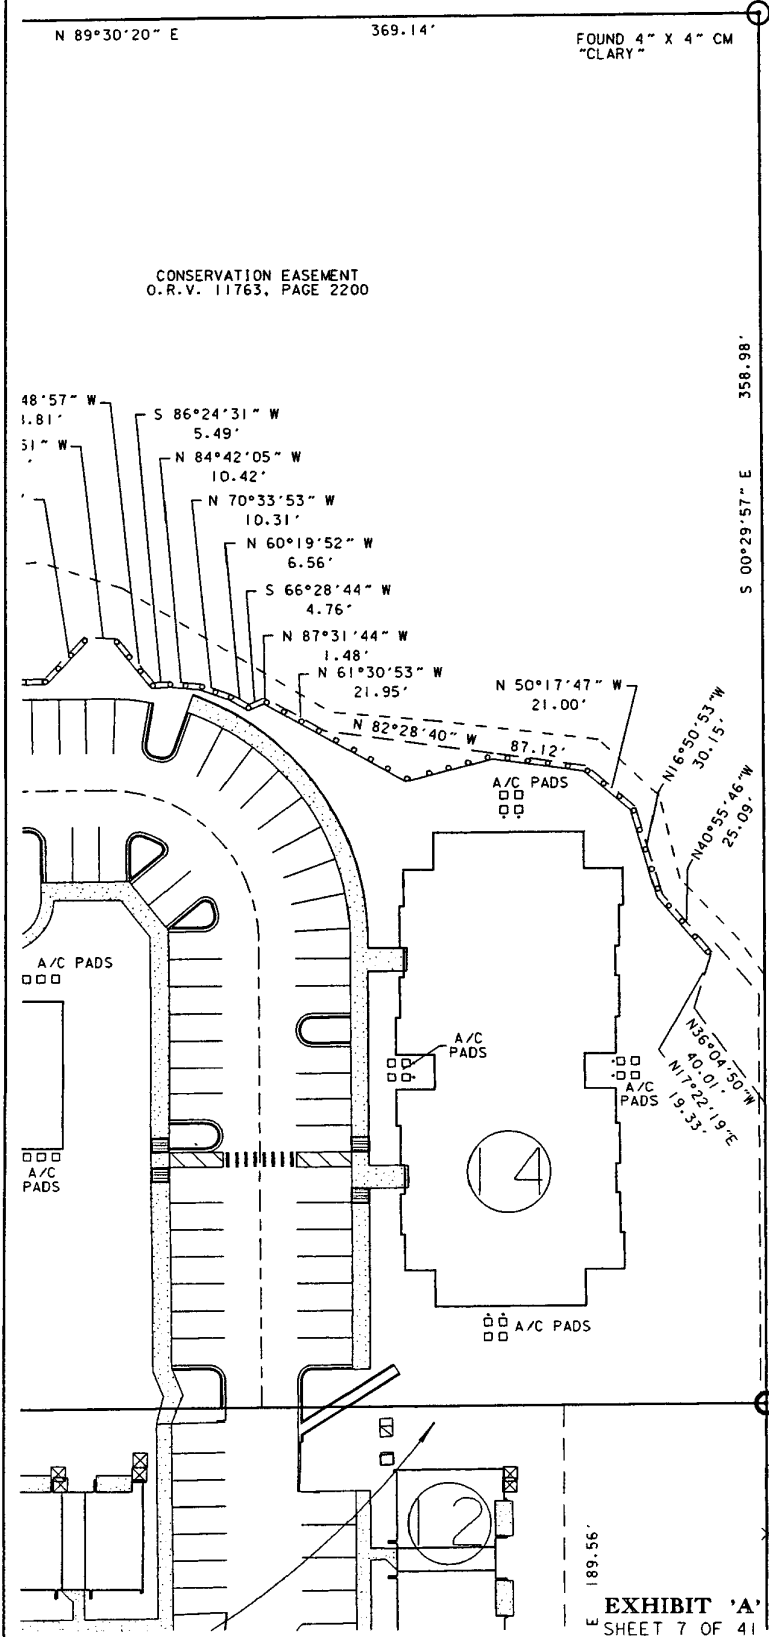 N 89°30'20" E
369.14'
FOUND 4" X 4" CM
"CLARY"
CONSERVATION EASEMENT
O.R.V. 11763, PAGE 2200
358.98'
S 00°29'57" E
48'57" W
.81'
51" W
S 86°24'31" W
5.49'
N 84°42'05" W
10.42'
N 70°33'53" W
10.31'
N 60°19'52" W
6.56'
S 66°28'44" W
4.76'
N 87°31'44" W
1.48'
N 61°30'53" W
21.95'
N 50°17'47" W
21.00'
N 82°28'40" W
87.12'
N16°50'53"W
30.15'
N40°55'46"W
25.09'
A/C PADS
A/C PADS
A/C
PADS
A/C
PADS
N36°04'50"W
40.01'
N17°22'19"E
19.33'
A/C
PADS
14
A/C PADS
12
E 189.56'
EXHIBIT 'A'
SHEET 7 OF 41